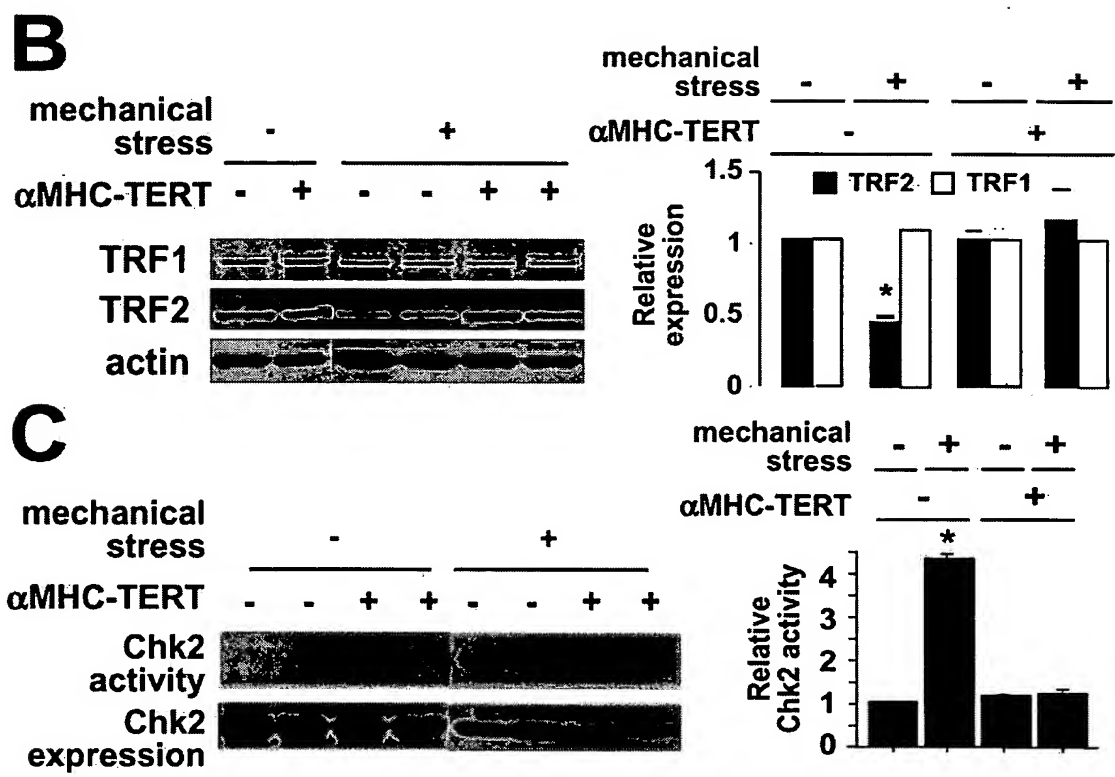 B
mechanical
stress
- +
αMHC-TERT
- + - - + +
TRF1
TRF2
actin
mechanical
stress
- + - +
αMHC-TERT
- +
1.5
TRF2 TRF1
1
0.5
0
Relative
expression
*
C
mechanical
stress
- +
αMHC-TERT
- - + + - - + +
Chk2
activity
Chk2
expression
mechanical
stress
- + - +
αMHC-TERT
- +
*
4
3
2
1
0
Relative
Chk2 activity